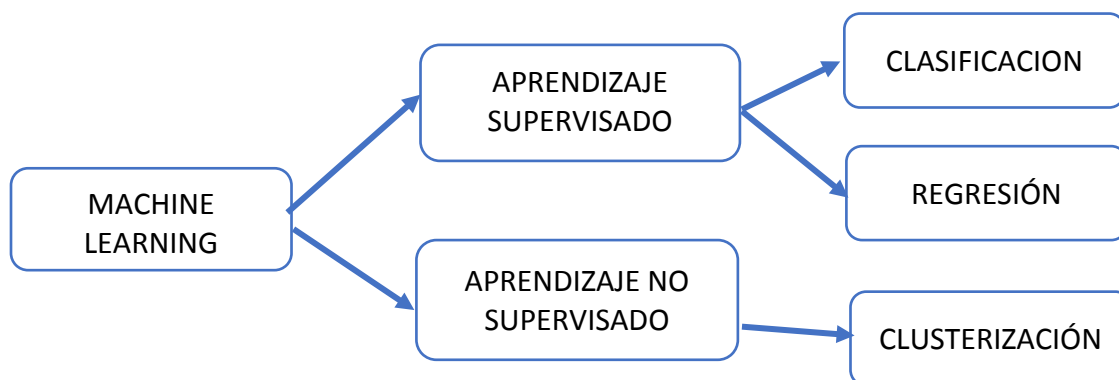 MACHINE
LEARNING
APRENDIZAJE
SUPERVISADO
CLASIFICACION
REGRESIÓN
APRENDIZAJE NO
SUPERVISADO
CLUSTERIZACIÓN